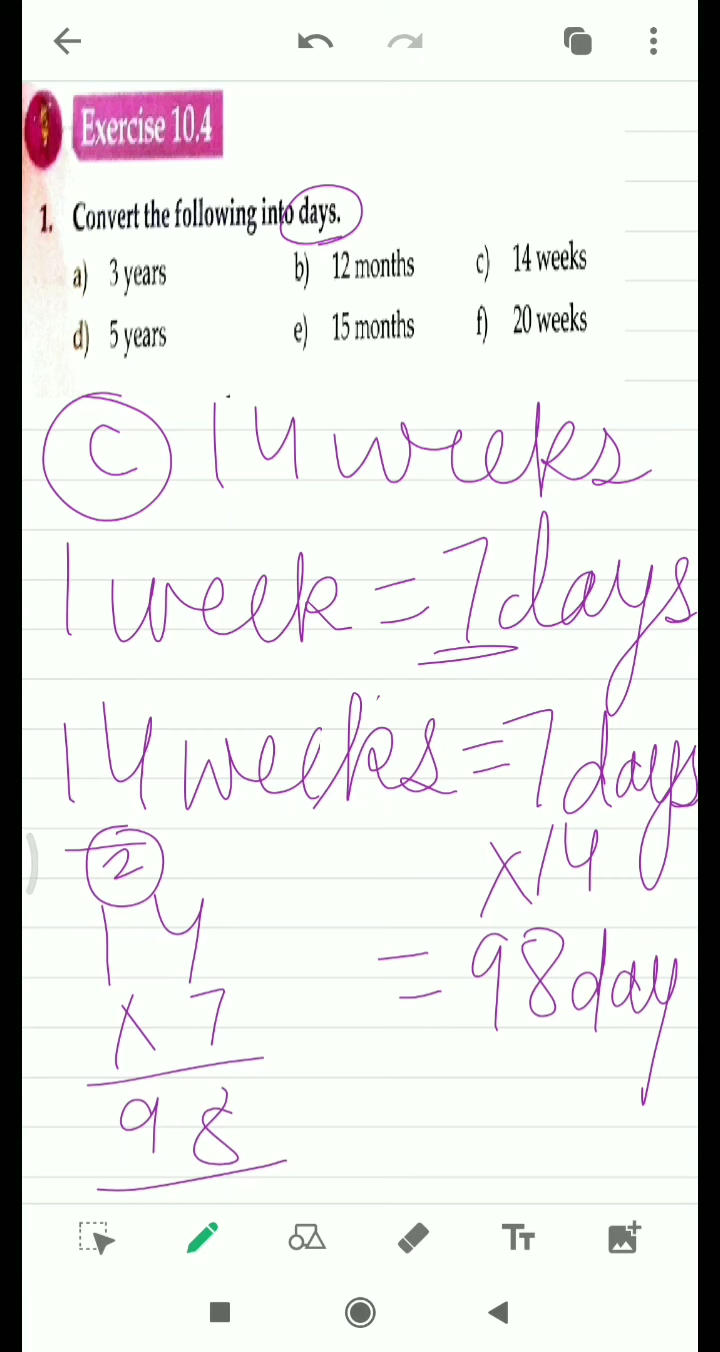 Exercise 10.4
1. Convert the following into days.
a) 3 years b) 12 months c) 14 weeks
d) 5 years e) 15 months f) 20 weeks
C 14 weeks
1 week = 7 days
14 weeks = 7 days
x 14
2
14
x 7
98
= 98 day
Tт